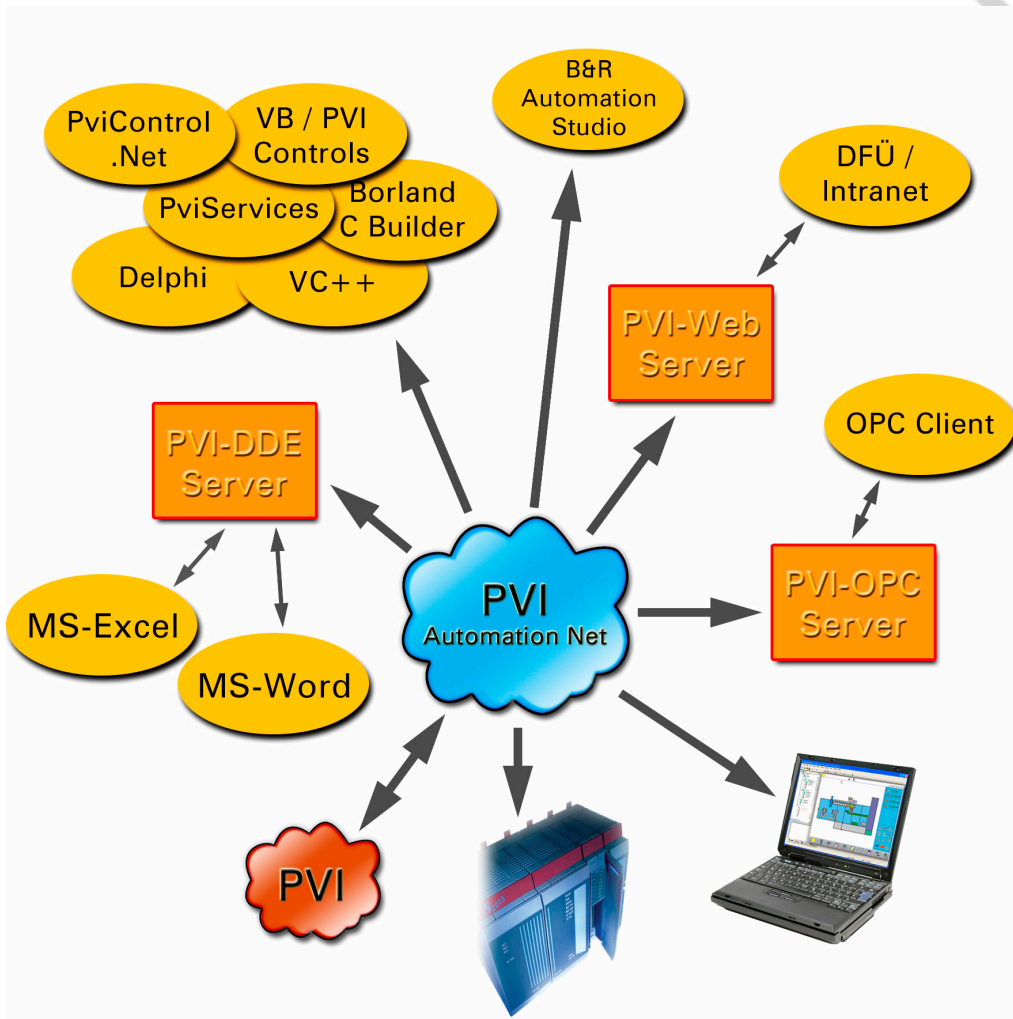 B&R
Automation
Studio
PviControl
.Net
VB / PVI
Controls
PviServices
Borland
C Builder
Delphi
VC++
DFÜ /
Intranet
PVI-Web
Server
OPC Client
PVI-DDE
Server
PVI-OPC
Server
MS-Excel
MS-Word
PVI
Automation Net
PVI